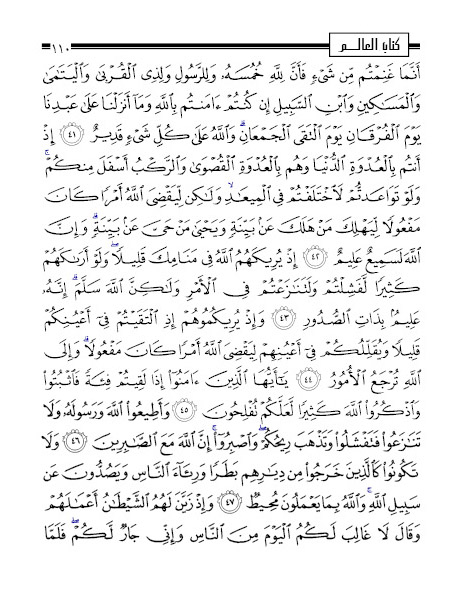 كتاب العالم ١١٠
أَنَّمَا غَنِمْتُم مِّن شَىْءٍ فَأَنَّ لِلَّهِ خُمُسَهُۥ وَلِلرَّسُولِ وَلِذِى ٱلْقُرْبَىٰ وَٱلْيَتَٰمَىٰ
وَٱلْمَسَٰكِينِ وَٱبْنِ ٱلسَّبِيلِ إِن كُنتُمْ ءَامَنتُم بِٱللَّهِ وَمَآ أَنزَلْنَا عَلَىٰ عَبْدِنَا
يَوْمَ ٱلْفُرْقَانِ يَوْمَ ٱلْتَقَى ٱلْجَمْعَانِ ۗ وَٱللَّهُ عَلَىٰ كُلِّ شَىْءٍ قَدِيرٌ ٤١ إِذْ
أَنتُم بِٱلْعُدْوَةِ ٱلدُّنْيَا وَهُم بِٱلْعُدْوَةِ ٱلْقُصْوَىٰ وَٱلرَّكْبُ أَسْفَلَ مِنكُمْ ۚ
وَلَوْ تَوَاعَدتُّمْ لَٱخْتَلَفْتُمْ فِى ٱلْمِيعَٰدِ ۙ وَلَٰكِن لِّيَقْضِىَ ٱللَّهُ أَمْرًا كَانَ
مَفْعُولًا لِّيَهْلِكَ مَنْ هَلَكَ عَنۢ بَيِّنَةٍ وَيَحْيَىٰ مَنْ حَىَّ عَنۢ بَيِّنَةٍ ۗ وَإِنَّ
ٱللَّهَ لَسَمِيعٌ عَلِيمٌ ٤٢ إِذْ يُرِيكَهُمُ ٱللَّهُ فِى مَنَامِكَ قَلِيلًا ۖ وَلَوْ أَرَىٰكَهُمْ
كَثِيرًا لَّفَشِلْتُمْ وَلَتَنَٰزَعْتُمْ فِى ٱلْأَمْرِ وَلَٰكِنَّ ٱللَّهَ سَلَّمَ ۗ إِنَّهُۥ
عَلِيمٌۢ بِذَاتِ ٱلصُّدُورِ ٤٣ وَإِذْ يُرِيكُمُوهُمْ إِذِ ٱلْتَقَيْتُمْ فِىٓ أَعْيُنِكُمْ
قَلِيلًا وَيُقَلِّلُكُمْ فِىٓ أَعْيُنِهِمْ لِيَقْضِىَ ٱللَّهُ أَمْرًا كَانَ مَفْعُولًا ۗ وَإِلَى
ٱللَّهِ تُرْجَعُ ٱلْأُمُورُ ٤٤ يَٰٓأَيُّهَا ٱلَّذِينَ ءَامَنُوٓا۟ إِذَا لَقِيتُمْ فِئَةً فَٱثْبُتُوا۟
وَٱذْكُرُوا۟ ٱللَّهَ كَثِيرًا لَّعَلَّكُمْ تُفْلِحُونَ ٤٥ وَأَطِيعُوا۟ ٱللَّهَ وَرَسُولَهُۥ وَلَا
تَنَٰزَعُوا۟ فَتَفْشَلُوا۟ وَتَذْهَبَ رِيحُكُمْ ۖ وَٱصْبِرُوٓا۟ ۚ إِنَّ ٱللَّهَ مَعَ ٱلصَّٰبِرِينَ ٤٦ وَلَا
تَكُونُوا۟ كَٱلَّذِينَ خَرَجُوا۟ مِن دِيَٰرِهِم بَطَرًا وَرِئَآءَ ٱلنَّاسِ وَيَصُدُّونَ عَن
سَبِيلِ ٱللَّهِ ۚ وَٱللَّهُ بِمَا يَعْمَلُونَ مُحِيطٌ ٤٧ وَإِذْ زَيَّنَ لَهُمُ ٱلشَّيْطَٰنُ أَعْمَٰلَهُمْ
وَقَالَ لَا غَالِبَ لَكُمُ ٱلْيَوْمَ مِنَ ٱلنَّاسِ وَإِنِّى جَارٌ لَّكُمْ ۖ فَلَمَّا